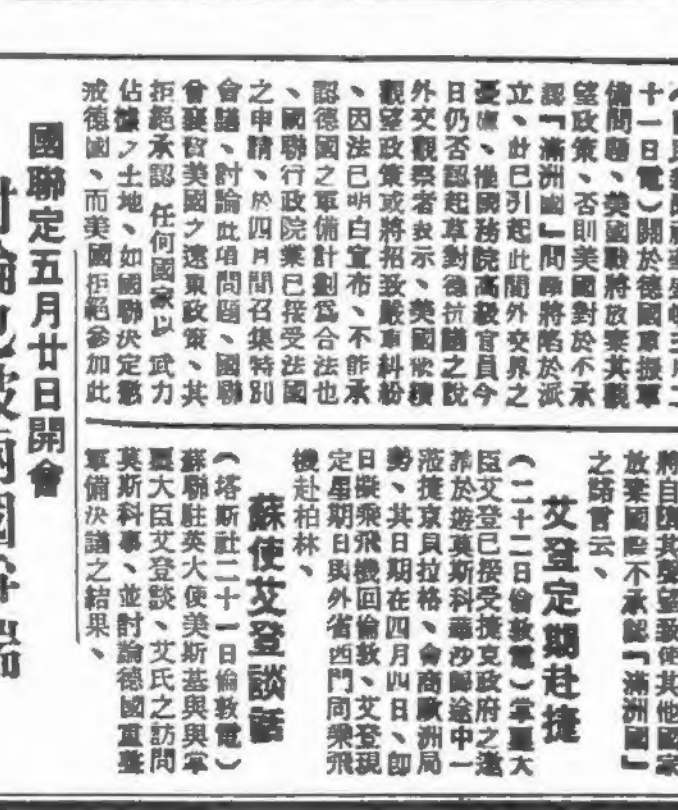 十一日電）關於德國重擬軍
備問題、美國或將放棄其觀
望政策、否則美國對於不承
認「滿洲國」問題將陷於孤
立、此已引起此間外交界之
憂慮、惟國務院高級官員今
日仍否認起草對德抗議之說
外交觀察者表示、美國欲積
觀望政策或將招致嚴重糾紛
、因法已明白宣布、不能承
認德國之軍備計劃爲合法也
、國聯行政院業已接受法國
之申請、於四月間召集特別
會議、討論此項問題、國聯
會襲取美國之遠東政策、其
拒絕承認 任何國家以 武力
佔據之土地、如國聯決定懲
戒德國、而美國拒絕參加此
將自隳其聲望致使其他國家
放棄國際不承認「滿洲國」
之諾言云、
艾登定期赴捷
（二十二日倫敦電）掌璽大
臣艾登已接受捷克政府之邀
於遊莫斯科華沙歸途中一
蒞捷京貝拉格、會商歐洲局
勢、其日期在四月四日、卽
日擬乘飛機回倫敦、艾登現
定星期日與外省西門同乘飛
機赴柏林、
蘇使艾登談話
（塔斯社二十一日倫敦電）
蘇聯駐英大使美斯基與與掌
璽大臣艾登談、艾氏之訪問
莫斯科事、並討論德國重整
軍備決議之結果、
國聯定五月廿日開會